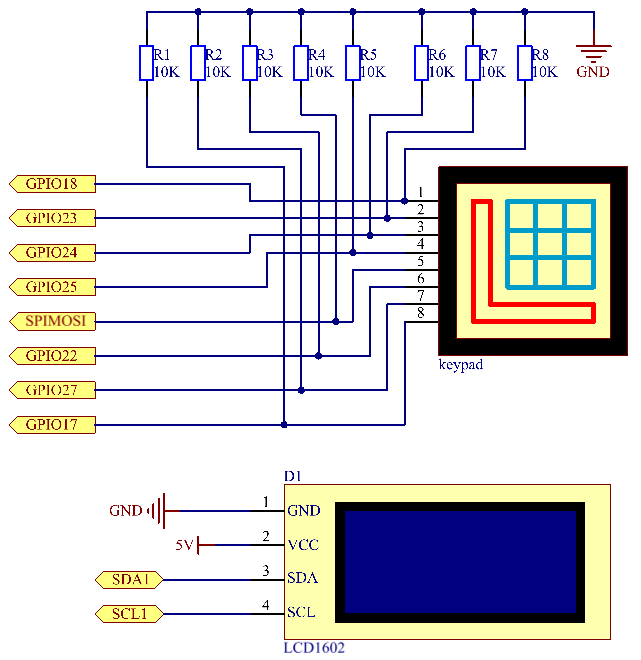 R1 R2 R3 R4 R5 R6 R7 R8
10K 10K 10K 10K 10K 10K 10K 10K
GND
GPIO18
1
GPIO23
2
3
GPIO24
4
GPIO25
5
6
SPIMOSI
7
8
GPIO22
keypad
GPIO27
GPIO17
D1
GND 1 GND
5V 2 VCC
SDA1 3 SDA
SCL1 4 SCL
LCD1602